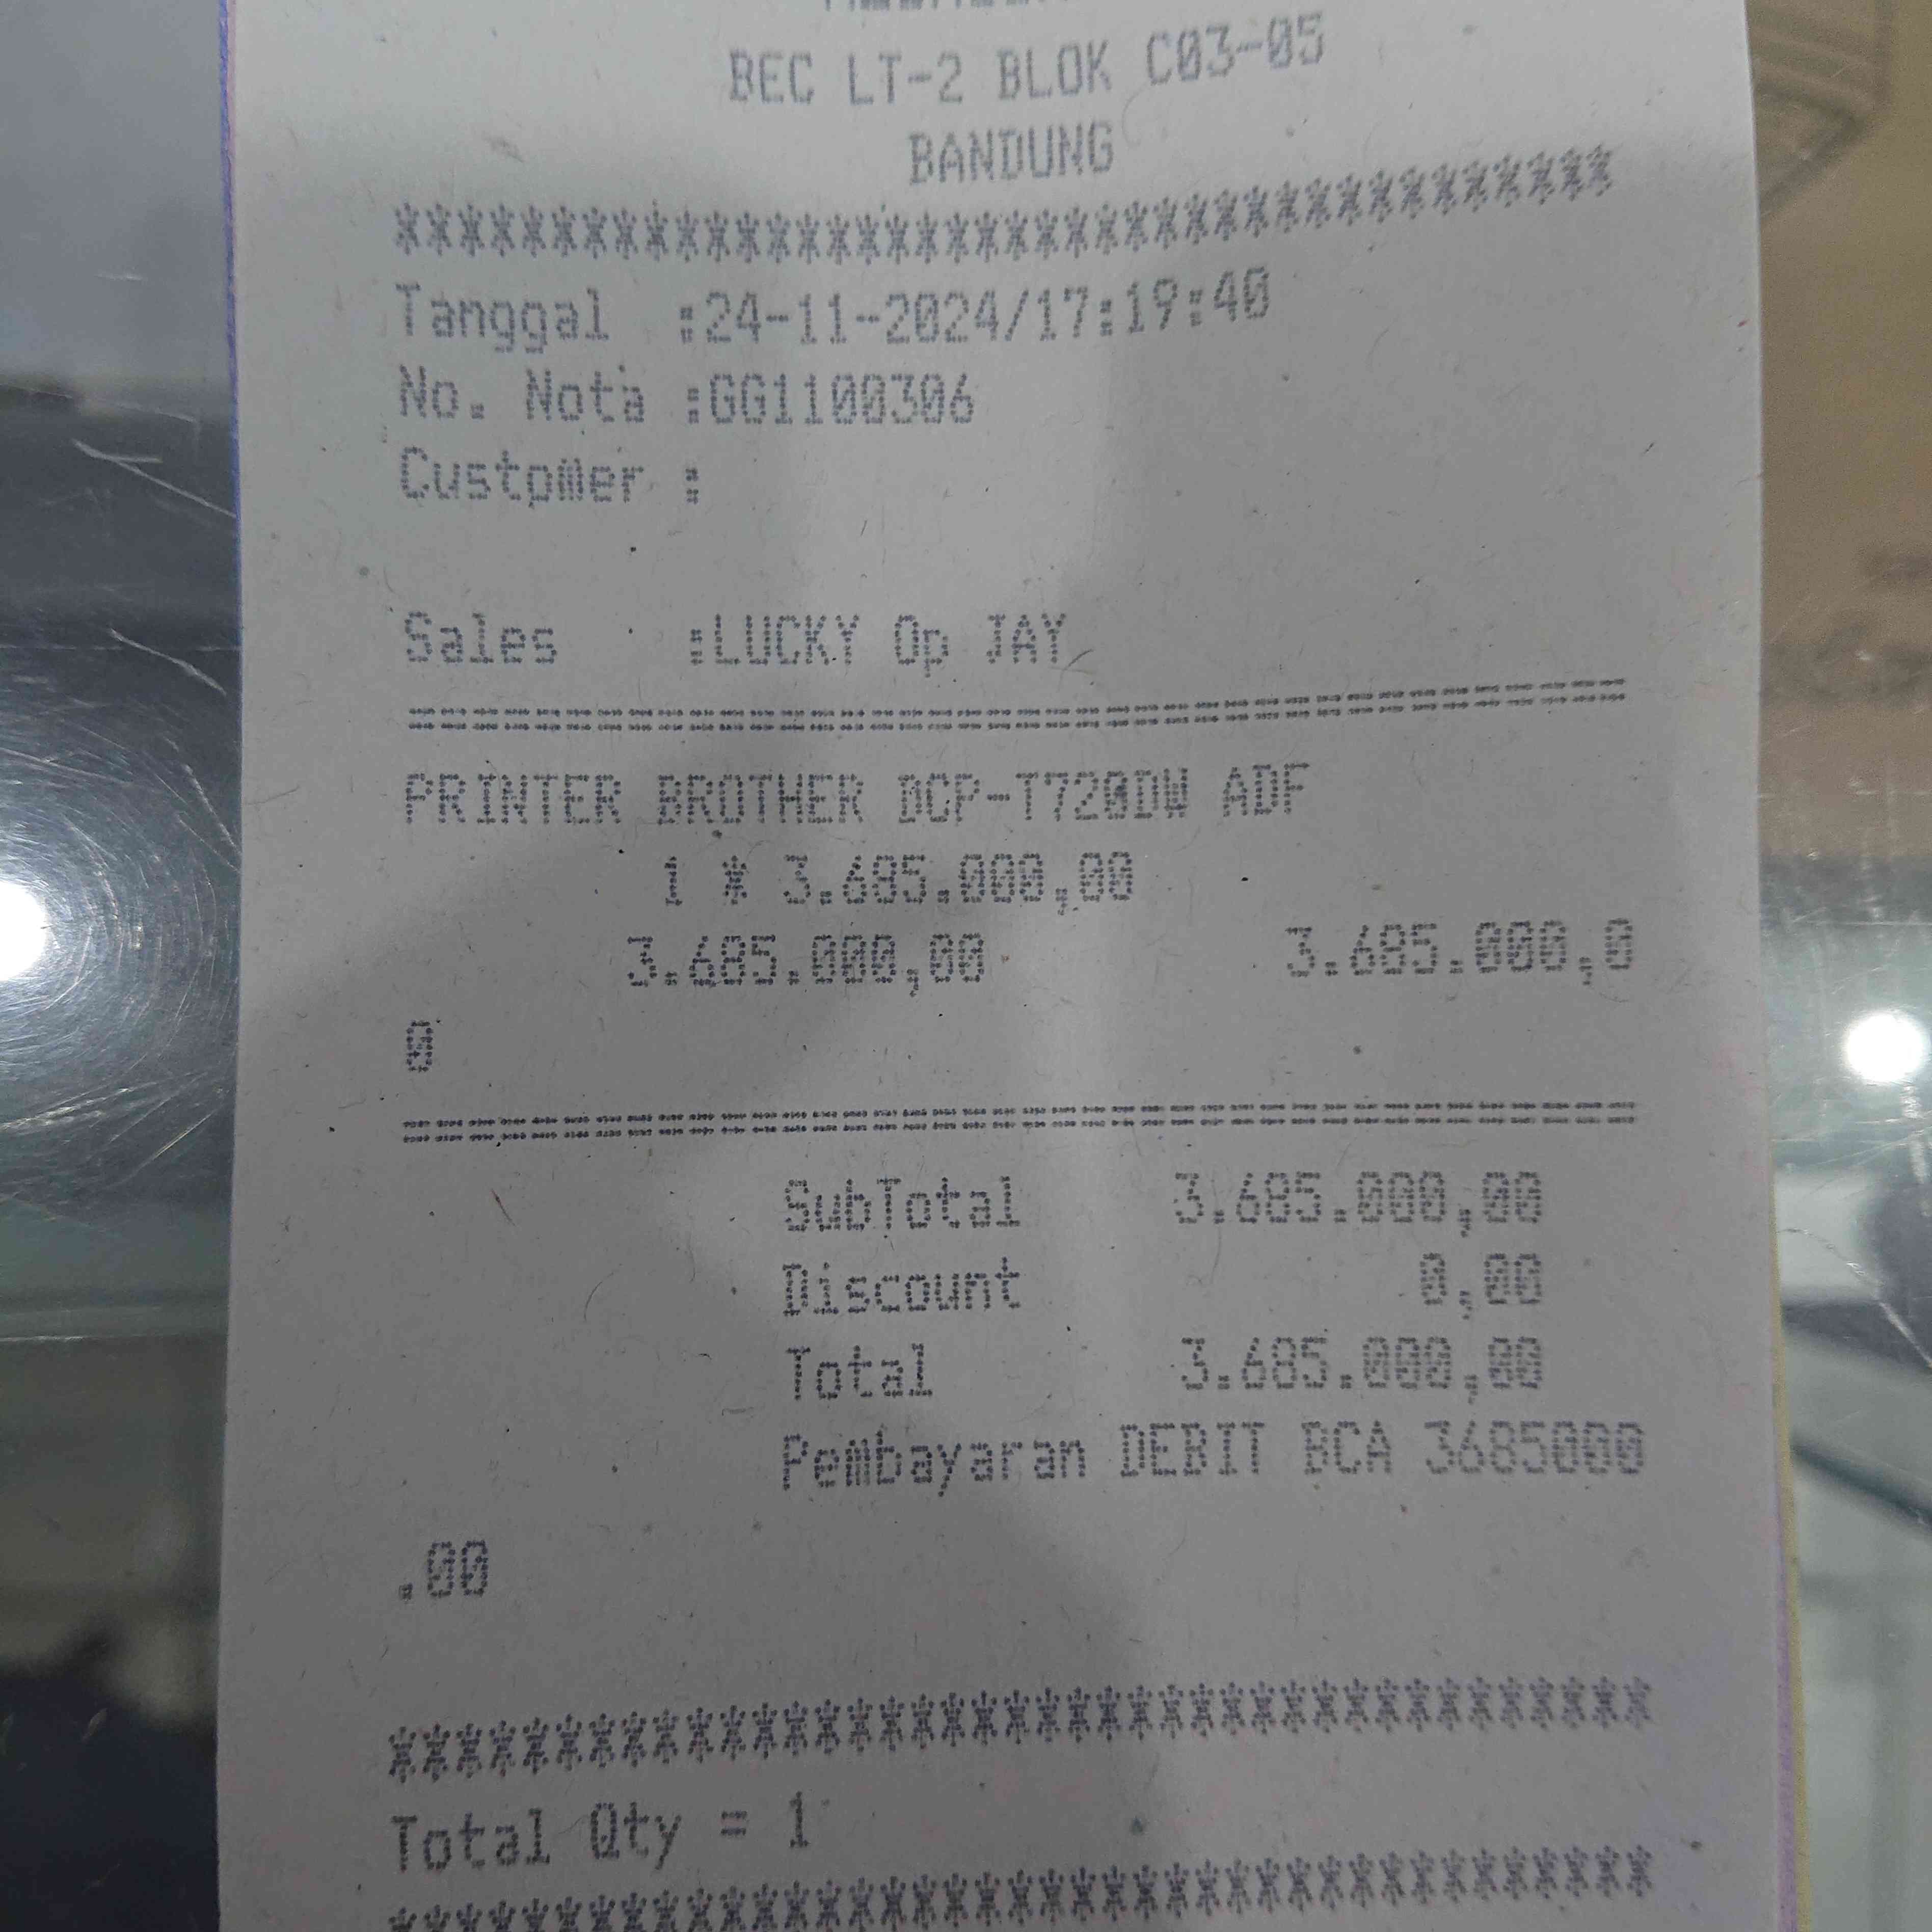 BEC LT-2 BLOK C03-05
BANDUNG
****************************************
Tanggal :24-11-2024/17:19:40
No. Nota :GG1100306
Customer :
Sales :LUCKY Op JAY
========================================
PRINTER BROTHER DCP-T720DW ADF
1 X 3.685.000,00
3.685.000,00 3.685.000,0
0
========================================
SubTotal 3.685.000,00
Discount 0,00
Total 3.685.000,00
Pembayaran DEBIT BCA 3685000
.00
****************************************
Total Qty = 1
****************************************